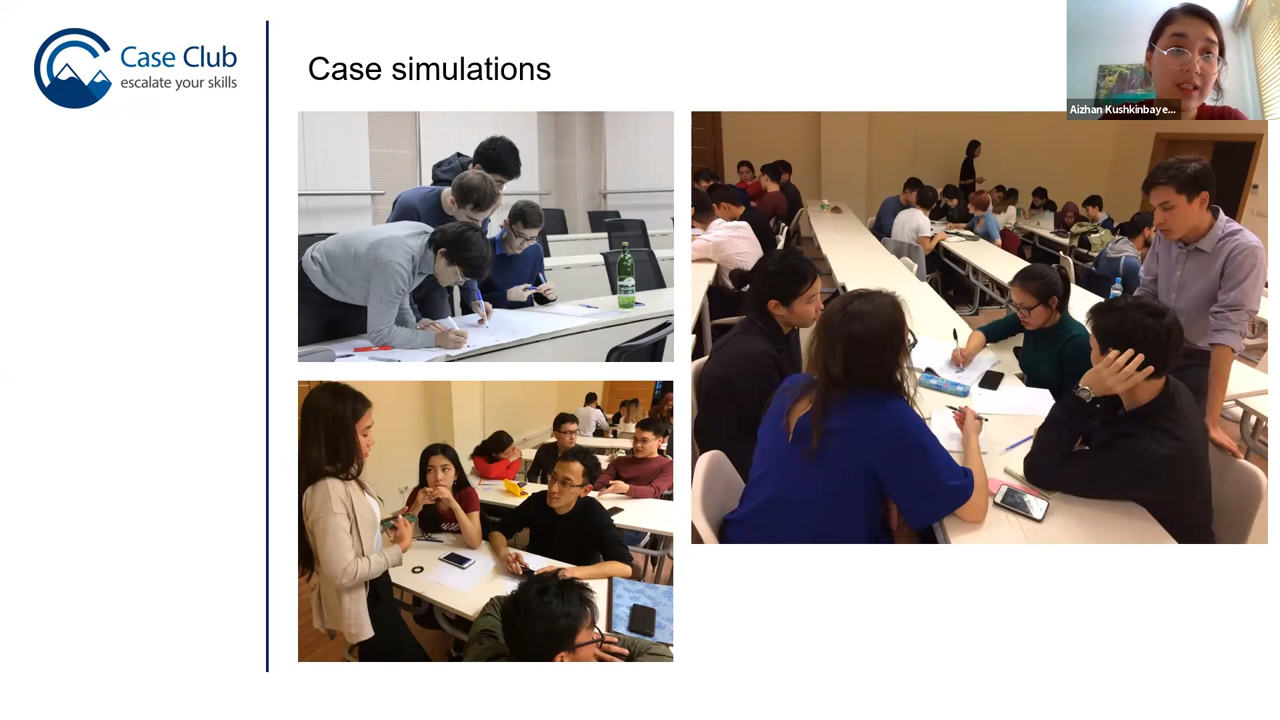 Case Club
escalate your skills
Case simulations
Aizhan Kushkinbaye...